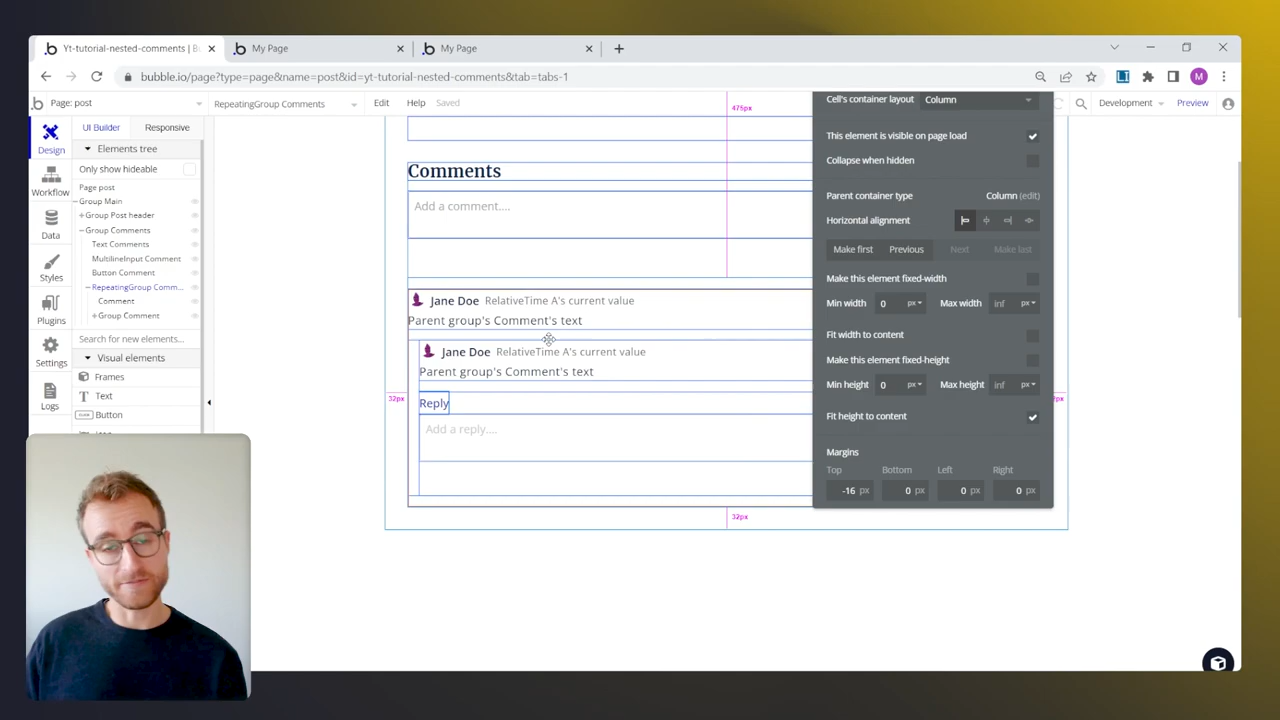 Yt-tutorial-nested-comments | Bu
My Page
My Page
bubble.io/page?type=page&name=post&id=yt-tutorial-nested-comments&tab=tabs-1
M
Page: post
RepeatingGroup Comments
Edit
Help
Saved
Development
Preview
Design
Workflow
Data
Styles
Plugins
Settings
Logs
UI Builder
Responsive
Elements tree
Only show hideable
Page post
Group Main
Group Post header
Group Comments
Text Comments
MultilineInput Comment
Button Comment
RepeatingGroup Comm...
Comment
Group Comment
Search for new elements...
Visual elements
Frames
T Text
CLICK Button
475px
Comments
Add a comment....
Jane Doe RelativeTime A's current value
Parent group's Comment's text
Jane Doe RelativeTime A's current value
Parent group's Comment's text
32px
Reply
Add a reply....
32px
Cell's container layout Column
This element is visible on page load
Collapse when hidden
Parent container type Column (edit)
Horizontal alignment
Make first Previous Next Make last
Make this element fixed-width
Min width 0 px Max width inf px
Fit width to content
Make this element fixed-height
Min height 0 px Max height inf px
Fit height to content
Margins
Top Bottom Left Right
-16 px 0 px 0 px 0 px